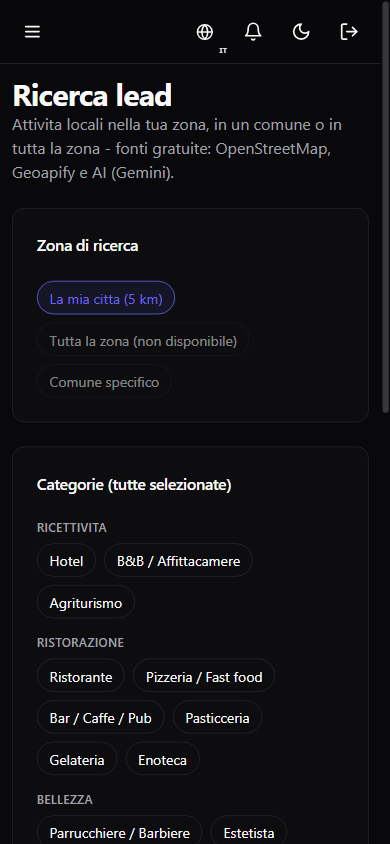 IT
Ricerca lead
Attivita locali nella tua zona, in un comune o in
tutta la zona - fonti gratuite: OpenStreetMap,
Geoapify e AI (Gemini).
Zona di ricerca
La mia citta (5 km)
Tutta la zona (non disponibile)
Comune specifico
Categorie (tutte selezionate)
RICETTIVITA
Hotel
B&B / Affittacamere
Agriturismo
RISTORAZIONE
Ristorante
Pizzeria / Fast food
Bar / Caffe / Pub
Pasticceria
Gelateria
Enoteca
BELLEZZA
Parrucchiere / Barbiere
Estetista